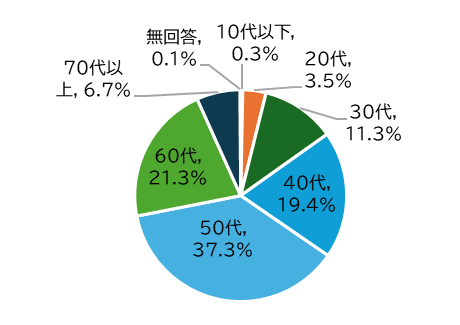 無回答,
0.1%
10代以下,
0.3%
20代,
3.5%
30代,
11.3%
40代,
19.4%
50代,
37.3%
60代,
21.3%
70代以
上, 6.7%